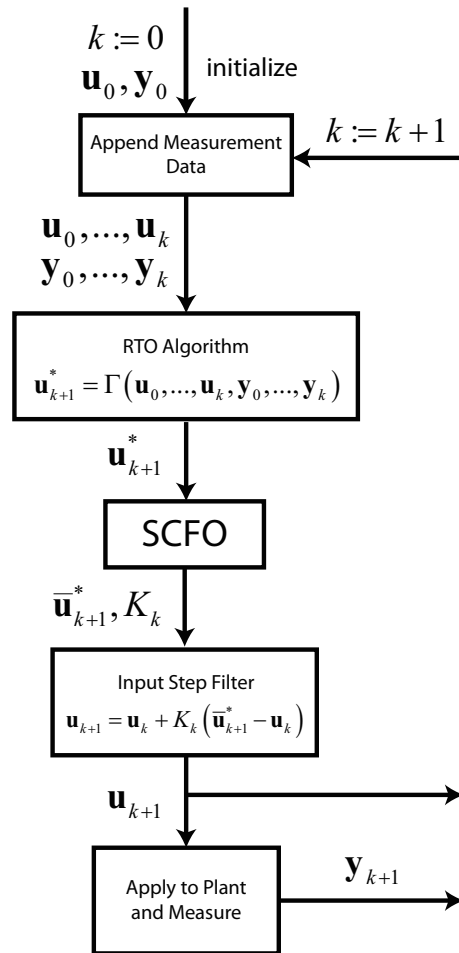 k := 0
u₀, y₀
initialize
k := k + 1
Append Measurement
Data
u₀,...,uₖ
y₀,...,yₖ
RTO Algorithm
u*ₖ₊₁ = Γ(u₀,...,uₖ, y₀,...,yₖ)
u*ₖ₊₁
SCFO
ū*ₖ₊₁, Kₖ
Input Step Filter
uₖ₊₁ = uₖ + Kₖ(ū*ₖ₊₁ − uₖ)
uₖ₊₁
Apply to Plant
and Measure
yₖ₊₁